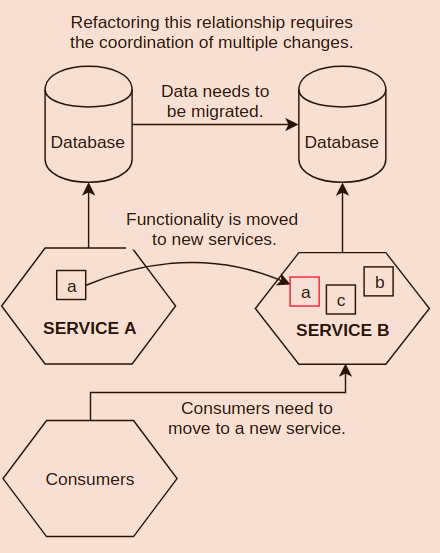 Refactoring this relationship requires
the coordination of multiple changes.
Data needs to
be migrated.
Database
Database
Functionality is moved
to new services.
a
a
c
b
SERVICE A
SERVICE B
Consumers need to
move to a new service.
Consumers